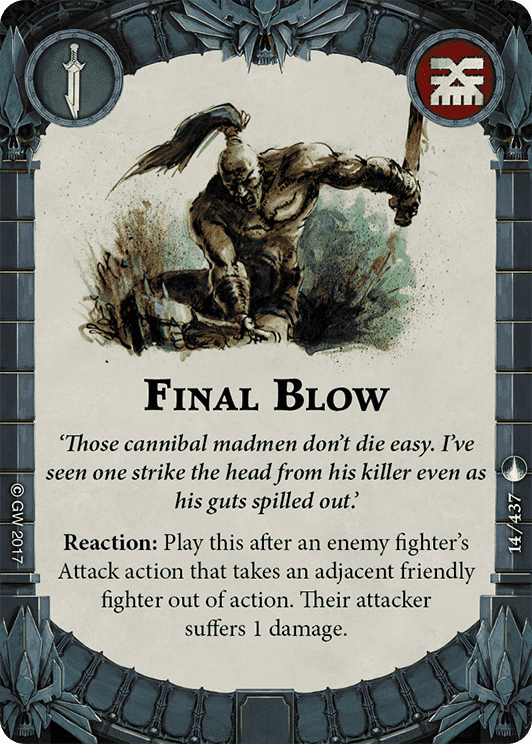 FINAL BLOW
‘Those cannibal madmen don’t die easy. I’ve
seen one strike the head from his killer even as
his guts spilled out.’
Reaction: Play this after an enemy fighter’s
Attack action that takes an adjacent friendly
fighter out of action. Their attacker
suffers 1 damage.
© GW 2017
14/437